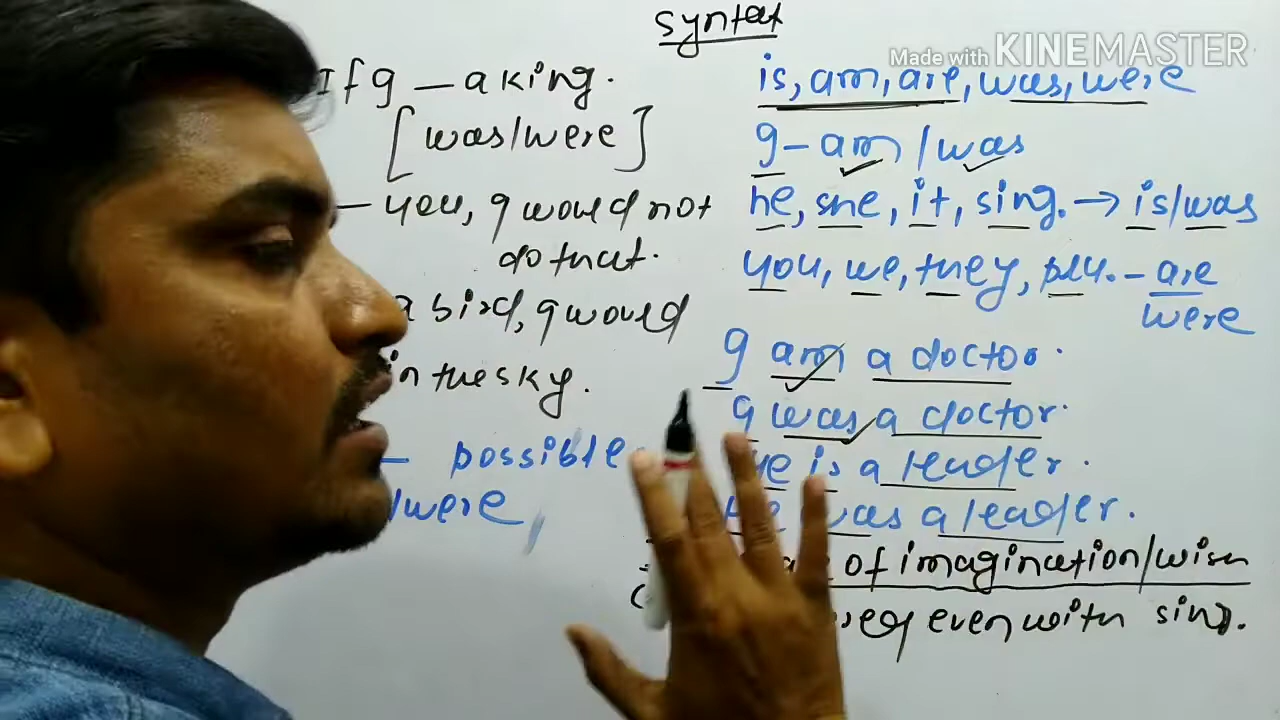 syntax
Made with KINEMASTER
If I — a king.
[was/were]
— you, I would not
do that.
a bird, I would
in the sky.
— possible
/were
is, am, are, was, were
I – am / was
he, she, it, sing. → is/was
you, we, they, plu. – are
were
I am a doctor.
I was a doctor.
is a leader.
was a leader.
of imagination/wish
even with sing.